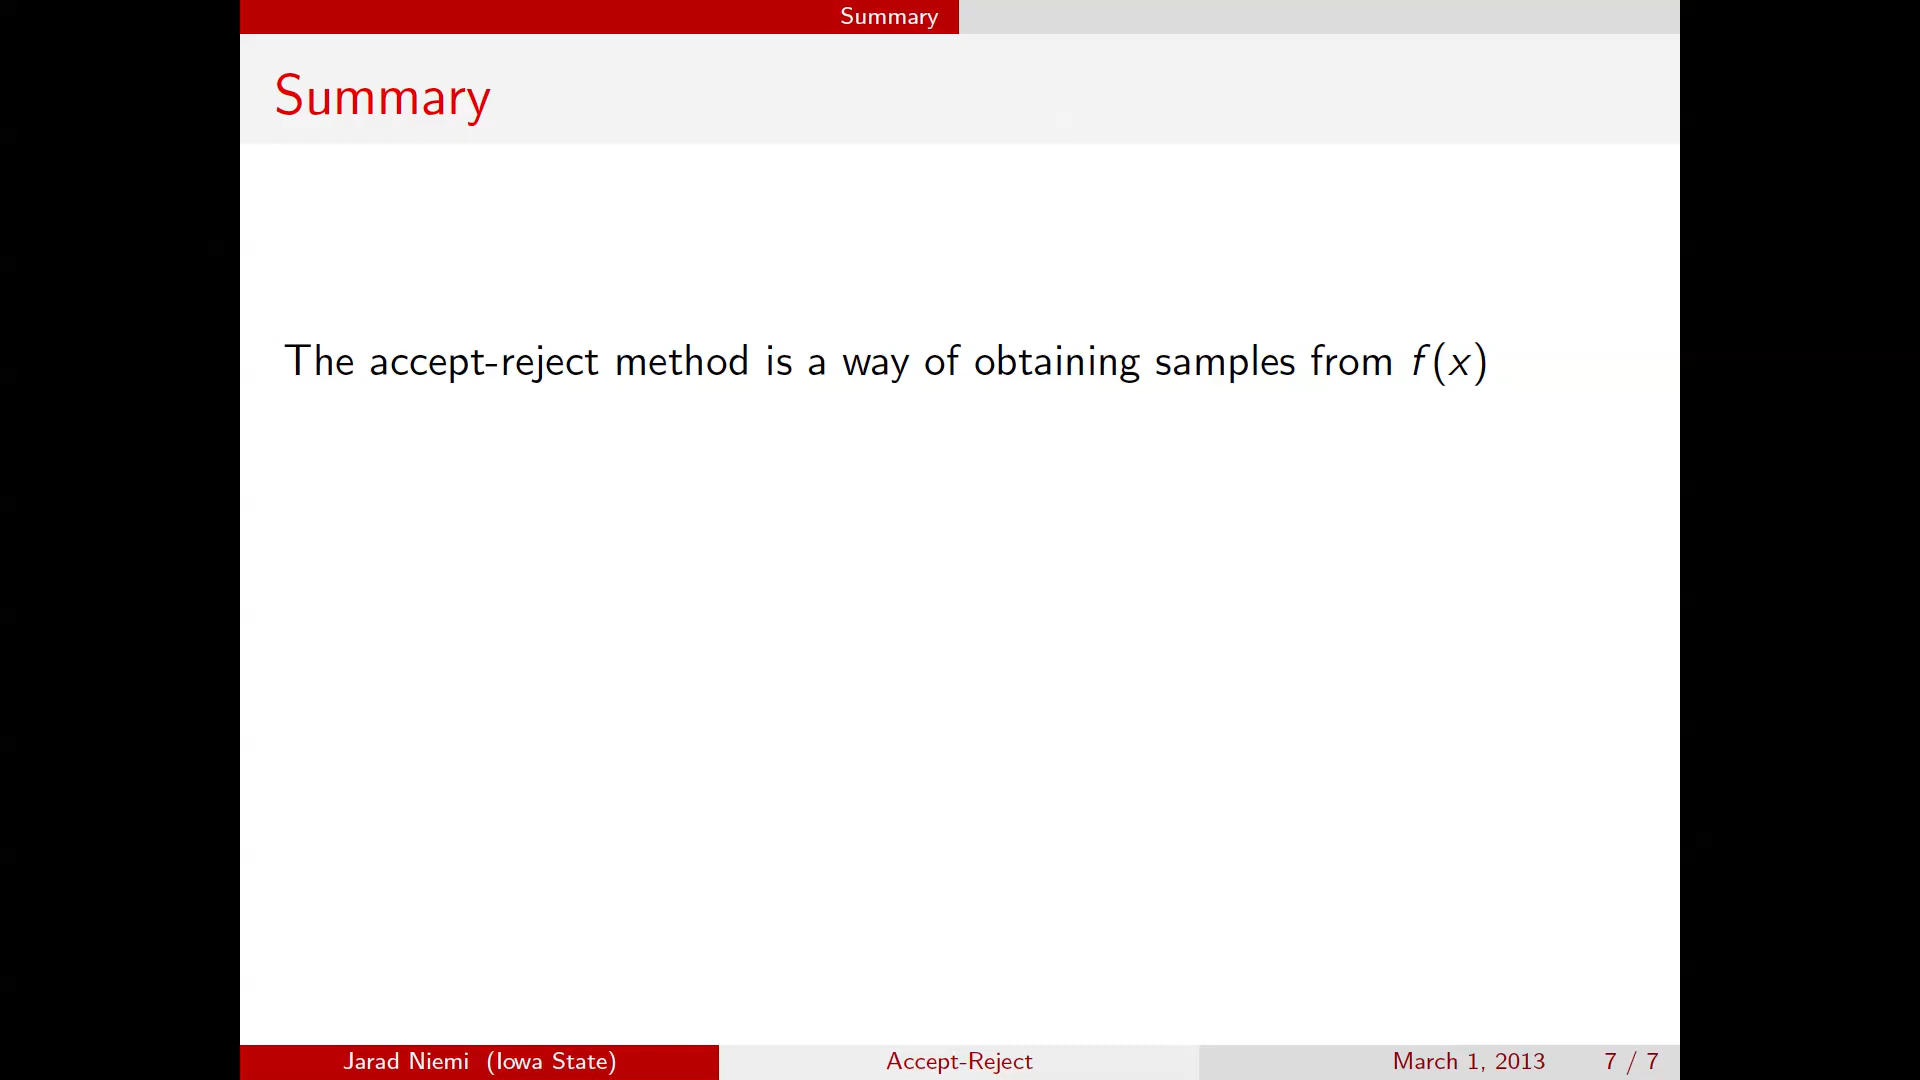 Summary
Summary
The accept-reject method is a way of obtaining samples from f(x)
Jarad Niemi (Iowa State) Accept-Reject March 1, 2013 7 / 7